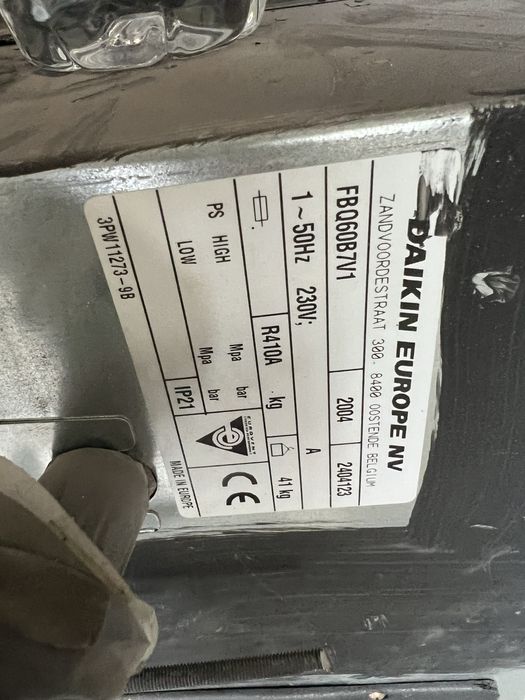 DAIKIN EUROPE NV
ZANDVOORDESTRAAT 300, 8400 OOSTENDE BELGIUM
FBQ60B7V1 2004 2404123
1~50Hz 230V; A
R410A . kg 41 kg
PS HIGH Mpa bar
LOW Mpa bar
EUROVENT
CE
IP21
MADE IN EUROPE
3PW11273-9B